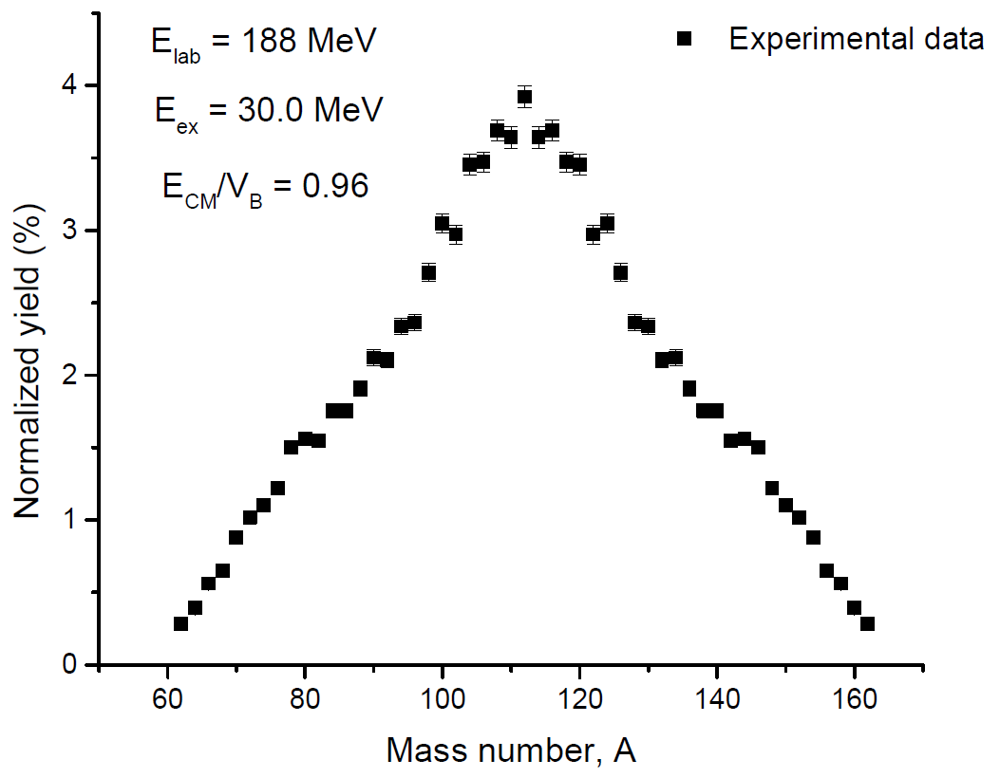 E_lab = 188 MeV
Experimental data
E_ex = 30.0 MeV
E_CM/V_B = 0.96
Normalized yield (%)
4
3
2
1
0
60 80 100 120 140 160
Mass number, A